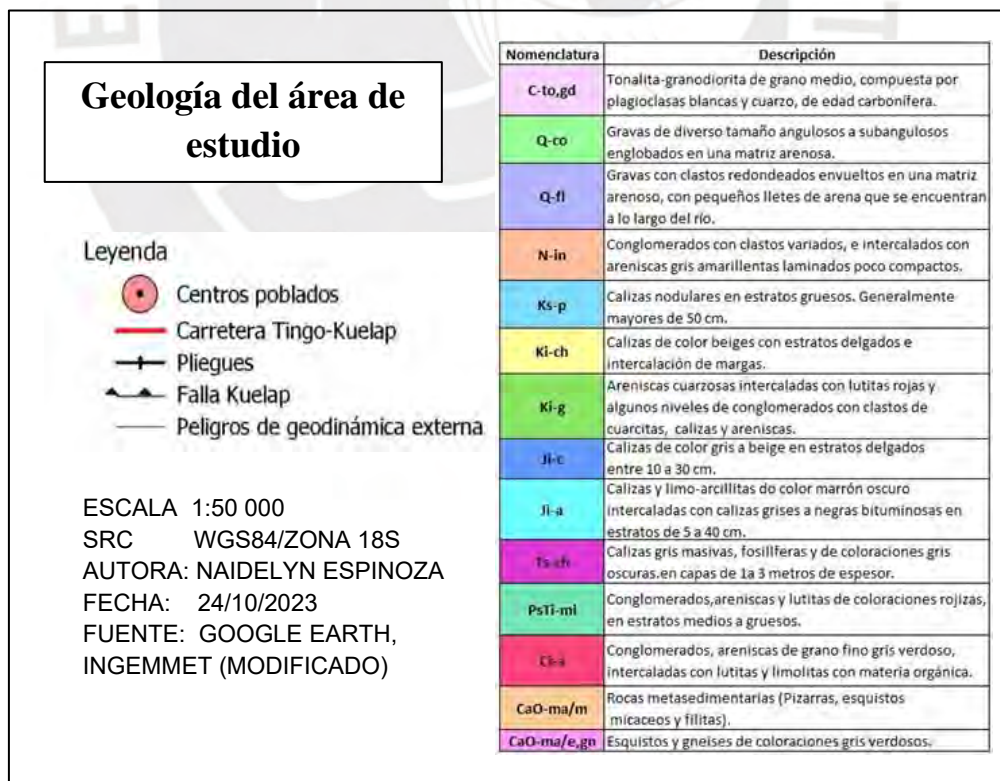 Geología del área de
estudio
Leyenda
Centros poblados
Carretera Tingo-Kuelap
Pliegues
Falla Kuelap
Peligros de geodinámica externa
ESCALA 1:50 000
SRC WGS84/ZONA 18S
AUTORA: NAIDELYN ESPINOZA
FECHA: 24/10/2023
FUENTE: GOOGLE EARTH,
INGEMMET (MODIFICADO)
Nomenclatura Descripción
C-to,gd Tonalita-granodiorita de grano medio, compuesta por
plagioclasas blancas y cuarzo, de edad carbonífera.
Q-co Gravas de diverso tamaño angulosos a subangulosos
englobados en una matriz arenosa.
Q-fl Gravas con clastos redondeados envueltos en una matriz
arenoso, con pequeños lletes de arena que se encuentran
a lo largo del río.
N-in Conglomerados con clastos variados, e intercalados con
areniscas gris amarillentas laminados poco compactos.
Ks-p Calizas nodulares en estratos gruesos. Generalmente
mayores de 50 cm.
Ki-ch Calizas de color beiges con estratos delgados e
intercalación de margas.
Ki-g Areniscas cuarzosas intercaladas con lutitas rojas y
algunos niveles de conglomerados con clastos de
cuarcitas, calizas y areniscas.
Ji-c Calizas de color gris a beige en estratos delgados
entre 10 a 30 cm.
Ji-a Calizas y limo-arcillitas do color marrón oscuro
intercaladas con calizas grises a negras bituminosas en
estratos de 5 a 40 cm.
Ts-ch Calizas gris masivas, fosilíferas y de coloraciones gris
oscuras.en capas de 1a 3 metros de espesor.
PsTi-mi Conglomerados,areniscas y lutitas de coloraciones rojizas,
en estratos medios a gruesos.
Ci-a Conglomerados, areniscas de grano fino gris verdoso,
intercaladas con lutitas y limolitas con materia orgánica.
CaO-ma/m Rocas metasedimentarias (Pizarras, esquistos
micaceos y filitas).
CaO-ma/e,gn Esquistos y gneises de coloraciones gris verdosos.